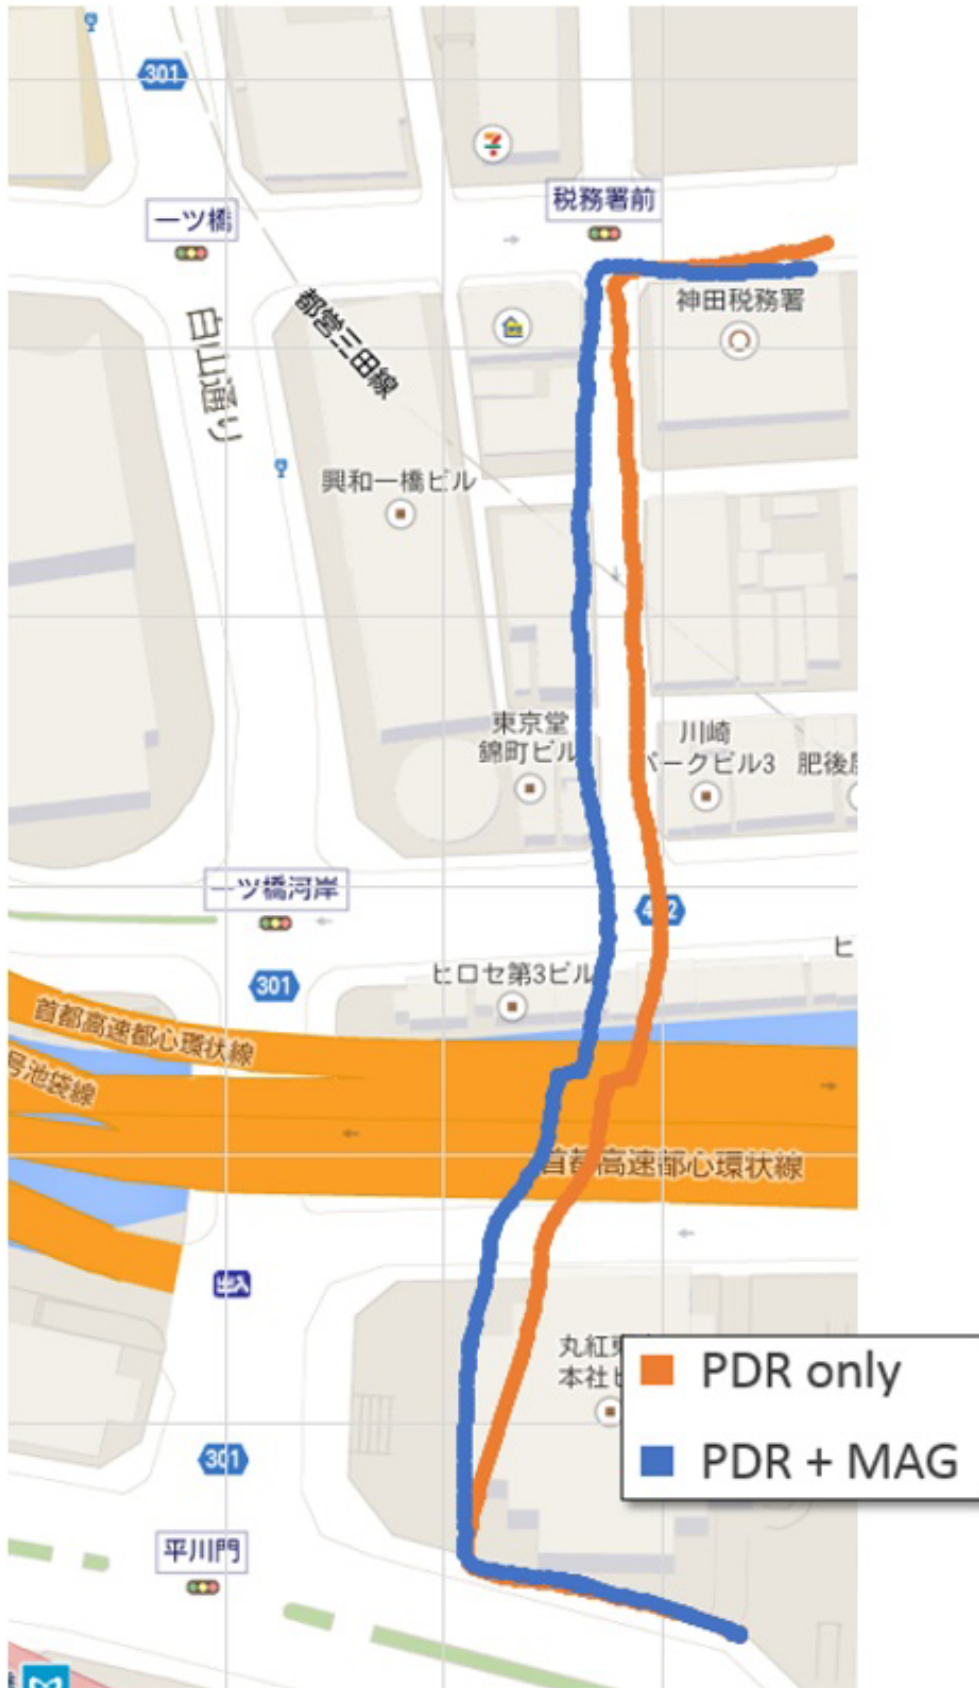 301
一ツ橋
税務署前
神田税務署
都営三田線
白山通り
興和一橋ビル
東京堂
錦町ビル
川崎
パークビル3
一ツ橋河岸
301
ヒロセ第3ビル
首都高速都心環状線
号池袋線
首都高速都心環状線
出入
丸紅東
本社ビ
PDR only
PDR + MAG
301
平川門